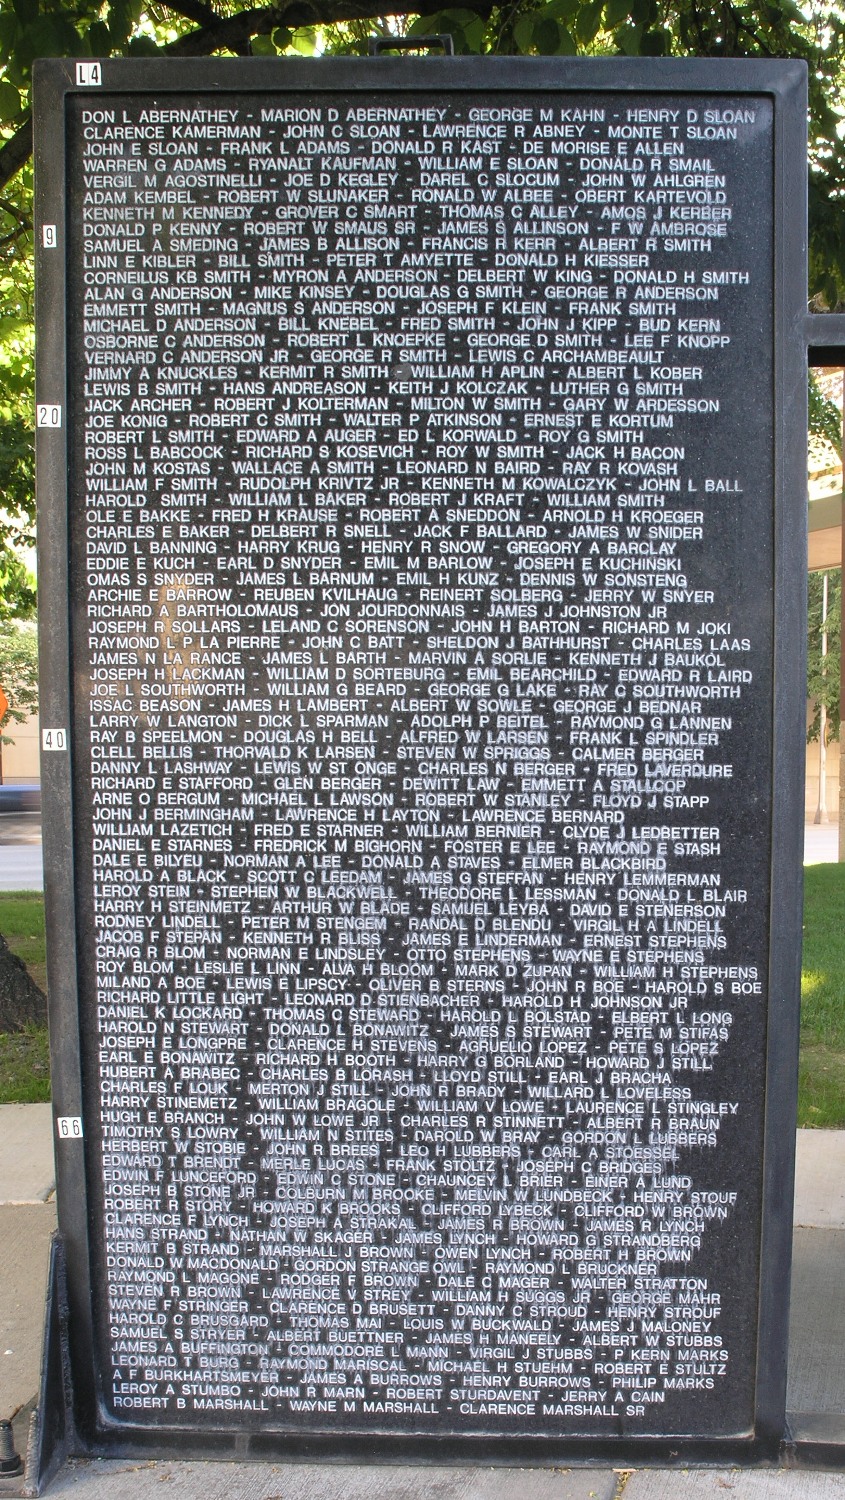 L4
DON L ABERNATHEY - MARION D ABERNATHEY - GEORGE M KAHN - HENRY D SLOAN
CLARENCE KAMERMAN - JOHN C SLOAN - LAWRENCE R ABNEY - MONTE T SLOAN
JOHN E SLOAN - FRANK L ADAMS - DONALD R KAST - DE MORISE E ALLEN
WARREN G ADAMS - RYANALT KAUFMAN - WILLIAM E SLOAN - DONALD R SMAIL
VERGIL M AGOSTINELLI - JOE D KEGLEY - DAREL C SLOCUM - JOHN W AHLGREN
ADAM KEMBEL - ROBERT W SLUNAKER - RONALD W ALBEE - OBERT KARTEVOLD
KENNETH M KENNEDY - GROVER C SMART - THOMAS C ALLEY - AMOS J KERBER
9
DONALD P KENNY - ROBERT W SMAUS SR - JAMES S ALLINSON - F W AMBROSE
SAMUEL A SMEDING - JAMES B ALLISON - FRANCIS R KERR - ALBERT R SMITH
LINN E KIBLER - BILL SMITH - PETER T AMYETTE - DONALD H KIESSER
CORNEILUS KB SMITH - MYRON A ANDERSON - DELBERT W KING - DONALD H SMITH
ALAN G ANDERSON - MIKE KINSEY - DOUGLAS G SMITH - GEORGE R ANDERSON
EMMETT SMITH - MAGNUS S ANDERSON - JOSEPH F KLEIN - FRANK SMITH
MICHAEL D ANDERSON - BILL KNEBEL - FRED SMITH - JOHN J KIPP - BUD KERN
OSBORNE C ANDERSON - ROBERT L KNOEPKE - GEORGE D SMITH - LEE F KNOPP
VERNARD C ANDERSON JR - GEORGE R SMITH - LEWIS C ARCHAMBEAULT
JIMMY A KNUCKLES - KERMIT R SMITH - WILLIAM H APLIN - ALBERT L KOBER
LEWIS B SMITH - HANS ANDREASON - KEITH J KOLCZAK - LUTHER G SMITH
JACK ARCHER - ROBERT J KOLTERMAN - MILTON W SMITH - GARY W ARDESSON
20
JOE KONIG - ROBERT C SMITH - WALTER P ATKINSON - ERNEST E KORTUM
ROBERT L SMITH - EDWARD A AUGER - ED L KORWALD - ROY G SMITH
ROSS L BABCOCK - RICHARD S KOSEVICH - ROY W SMITH - JACK H BACON
JOHN M KOSTAS - WALLACE A SMITH - LEONARD N BAIRD - RAY R KOVASH
WILLIAM F SMITH - RUDOLPH KRIVTZ JR - KENNETH M KOWALCZYK - JOHN L BALL
HAROLD SMITH - WILLIAM L BAKER - ROBERT J KRAFT - WILLIAM SMITH
OLE E BAKKE - FRED H KRAUSE - ROBERT A SNEDDON - ARNOLD H KROEGER
CHARLES E BAKER - DELBERT R SNELL - JACK F BALLARD - JAMES W SNIDER
DAVID L BANNING - HARRY KRUG - HENRY R SNOW - GREGORY A BARCLAY
EDDIE E KUCH - EARL D SNYDER - EMIL M BARLOW - JOSEPH E KUCHINSKI
OMAS S SNYDER - JAMES L BARNUM - EMIL H KUNZ - DENNIS W SONSTENG
ARCHIE E BARROW - REUBEN KVILHAUG - REINERT SOLBERG - JERRY W SNYER
RICHARD A BARTHOLOMAUS - JON JOURDONNAIS - JAMES J JOHNSTON JR
JOSEPH R SOLLARS - LELAND C SORENSON - JOHN H BARTON - RICHARD M JOKI
RAYMOND L P LA PIERRE - JOHN C BATT - SHELDON J BATHHURST - CHARLES LAAS
JAMES N LA RANCE - JAMES L BARTH - MARVIN A SORLIE - KENNETH J BAUKOL
JOSEPH H LACKMAN - WILLIAM D SORTEBURG - EMIL BEARCHILD - EDWARD R LAIRD
JOE L SOUTHWORTH - WILLIAM G BEARD - GEORGE G LAKE - RAY C SOUTHWORTH
ISSAC BEASON - JAMES H LAMBERT - ALBERT W SOWLE - GEORGE J BEDNAR
LARRY W LANGTON - DICK L SPARMAN - ADOLPH P BEITEL - RAYMOND G LANNEN
40
RAY B SPEELMON - DOUGLAS H BELL - ALFRED W LARSEN - FRANK L SPINDLER
CLELL BELLIS - THORVALD K LARSEN - STEVEN W SPRIGGS - CALMER BERGER
DANNY L LASHWAY - LEWIS W ST ONGE - CHARLES N BERGER - FRED LAVERDURE
RICHARD E STAFFORD - GLEN BERGER - DEWITT LAW - EMMETT A STALLCOP
ARNE O BERGUM - MICHAEL L LAWSON - ROBERT W STANLEY - FLOYD J STAPP
JOHN J BERMINGHAM - LAWRENCE H LAYTON - LAWRENCE BERNARD
WILLIAM LAZETICH - FRED E STARNER - WILLIAM BERNIER - CLYDE J LEDBETTER
DANIEL E STARNES - FREDRICK M BIGHORN - FOSTER E LEE - RAYMOND E STASH
DALE E BILYEU - NORMAN A LEE - DONALD A STAVES - ELMER BLACKBIRD
HAROLD A BLACK - SCOTT C LEEDAM - JAMES G STEFFAN - HENRY LEMMERMAN
LEROY STEIN - STEPHEN W BLACKWELL - THEODORE L LESSMAN - DONALD L BLAIR
HARRY H STEINMETZ - ARTHUR W BLADE - SAMUEL LEYBA - DAVID E STENERSON
RODNEY LINDELL - PETER M STENGEM - RANDAL D BLENDU - VIRGIL H A LINDELL
JACOB F STEPAN - KENNETH R BLISS - JAMES E LINDERMAN - ERNEST STEPHENS
CRAIG R BLOM - NORMAN E LINDSLEY - OTTO STEPHENS - WAYNE E STEPHENS
ROY BLOM - LESLIE L LINN - ALVA H BLOOM - MARK D ZUPAN - WILLIAM H STEPHENS
MILAND A BOE - LEWIS E LIPSCY - OLIVER B STERNS - JOHN R BOE - HAROLD S BOE
RICHARD LITTLE LIGHT - LEONARD D STIENBACHER - HAROLD H JOHNSON JR
DANIEL K LOCKARD - THOMAS C STEWARD - HAROLD L BOLSTAD - ELBERT L LONG
HAROLD N STEWART - DONALD L BONAWITZ - JAMES S STEWART - PETE M STIFAS
JOSEPH E LONGPRE - CLARENCE H STEVENS - AGRUELIO LOPEZ - PETE S LOPEZ
EARL E BONAWITZ - RICHARD H BOOTH - HARRY G BORLAND - HOWARD J STILL
HUBERT A BRABEC - CHARLES B LORASH - LLOYD STILL - EARL J BRACHA
CHARLES F LOUK - MERTON J STILL - JOHN R BRADY - WILLARD L LOVELESS
HARRY STINEMETZ - WILLIAM BRAGOLE - WILLIAM V LOWE - LAURENCE L STINGLEY
66
HUGH E BRANCH - JOHN W LOWE JR - CHARLES R STINNETT - ALBERT R BRAUN
TIMOTHY S LOWRY - WILLIAM N STITES - DAROLD W BRAY - GORDON L LUBBERS
HERBERT W STOBIE - JOHN R BREES - LEO H LUBBERS - CARL A STOESSEL
EDWARD T BRENDT - MERLE LUCAS - FRANK STOLTZ - JOSEPH C BRIDGES
EDWIN F LUNCEFORD - EDWIN C STONE - CHAUNCEY L BRIER - EINER A LUND
JOSEPH B STONE JR - COLBURN M BROOKE - MELVIN W LUNDBECK - HENRY STOUF
ROBERT R STORY - HOWARD K BROOKS - CLIFFORD LYBECK - CLIFFORD W BROWN
CLARENCE F LYNCH - JOSEPH A STRAKAL - JAMES R BROWN - JAMES R LYNCH
HANS STRAND - NATHAN W SKAGER - JAMES LYNCH - HOWARD G STRANDBERG
KERMIT B STRAND - MARSHALL J BROWN - OWEN LYNCH - ROBERT H BROWN
DONALD W MACDONALD - GORDON STRANGE OWL - RAYMOND L BRUCKNER
RAYMOND L MAGONE - RODGER F BROWN - DALE C MAGER - WALTER STRATTON
STEVEN R BROWN - LAWRENCE V STREY - WILLIAM H SUGGS JR - GEORGE MAHR
WAYNE F STRINGER - CLARENCE D BRUSETT - DANNY C STROUD - HENRY STROUF
HAROLD C BRUSGARD - THOMAS MAI - LOUIS W BUCKWALD - JAMES J MALONEY
SAMUEL S STRYER - ALBERT BUETTNER - JAMES H MANEELY - ALBERT W STUBBS
JAMES A BUFFINGTON - COMMODORE L MANN - VIRGIL J STUBBS - P KERN MARKS
LEONARD T BURG - RAYMOND MARISCAL - MICHAEL H STUEHM - ROBERT E STULTZ
A F BURKHARTSMEYER - JAMES A BURROWS - HENRY BURROWS - PHILIP MARKS
LEROY A STUMBO - JOHN R MARN - ROBERT STURDAVENT - JERRY A CAIN
ROBERT B MARSHALL - WAYNE M MARSHALL - CLARENCE MARSHALL SR